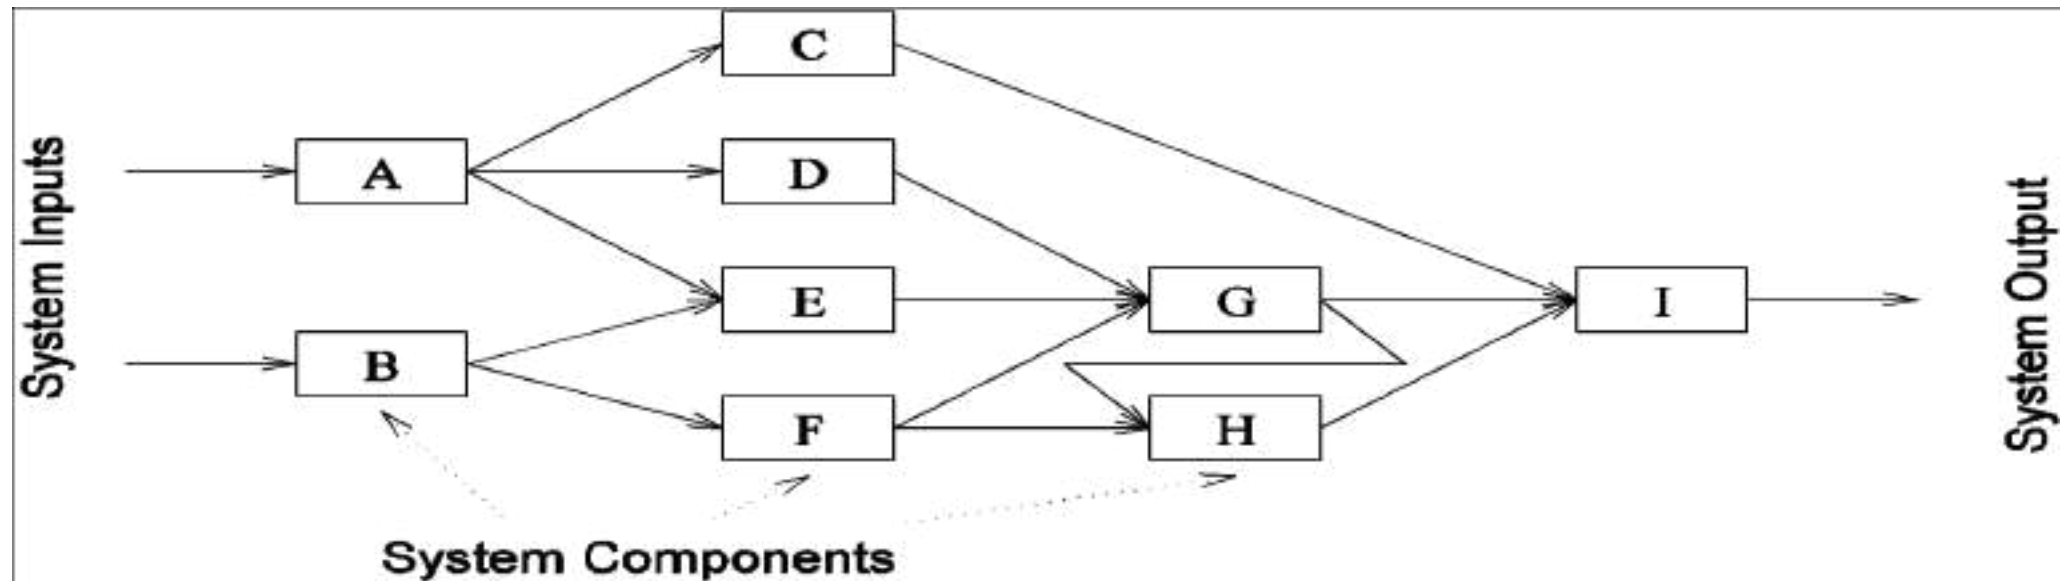 System Inputs
A
B
C
D
E
F
G
H
I
System Output
System Components